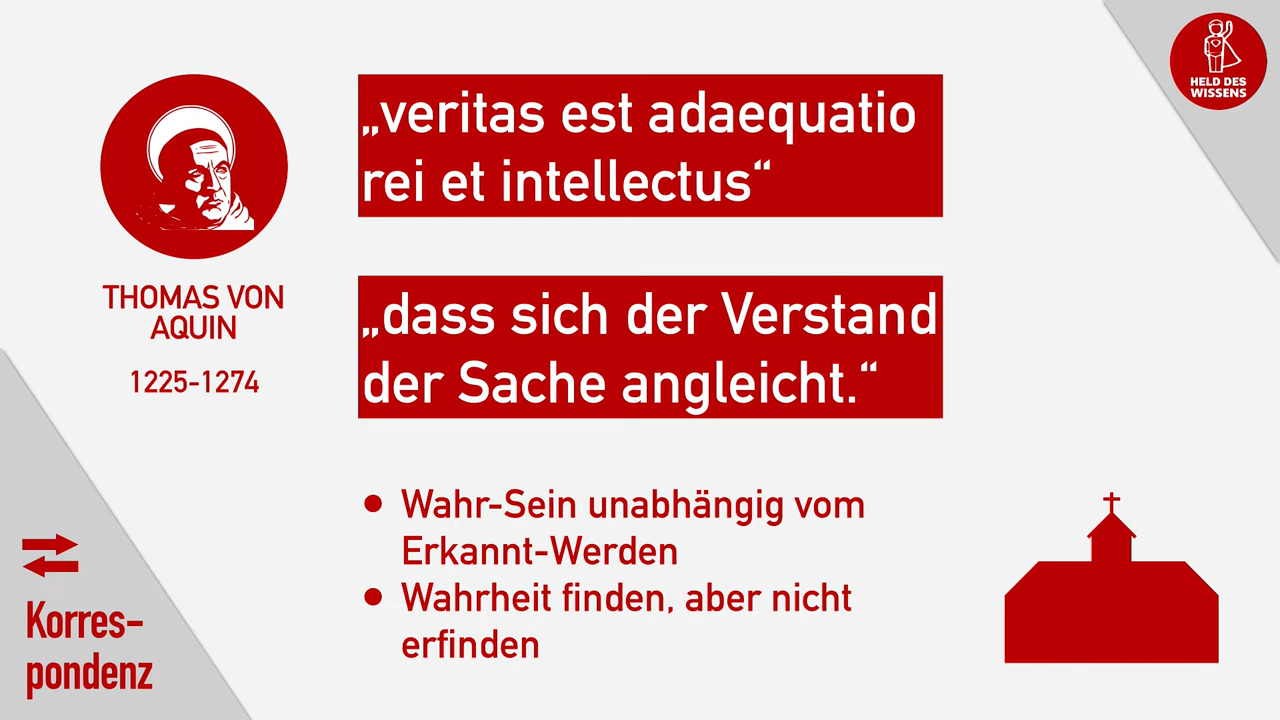 HELD DES
WISSENS
„veritas est adaequatio
rei et intellectus“
THOMAS VON
AQUIN
1225-1274
„dass sich der Verstand
der Sache angleicht.“
• Wahr-Sein unabhängig vom
Erkannt-Werden
• Wahrheit finden, aber nicht
erfinden
Korres-
pondenz